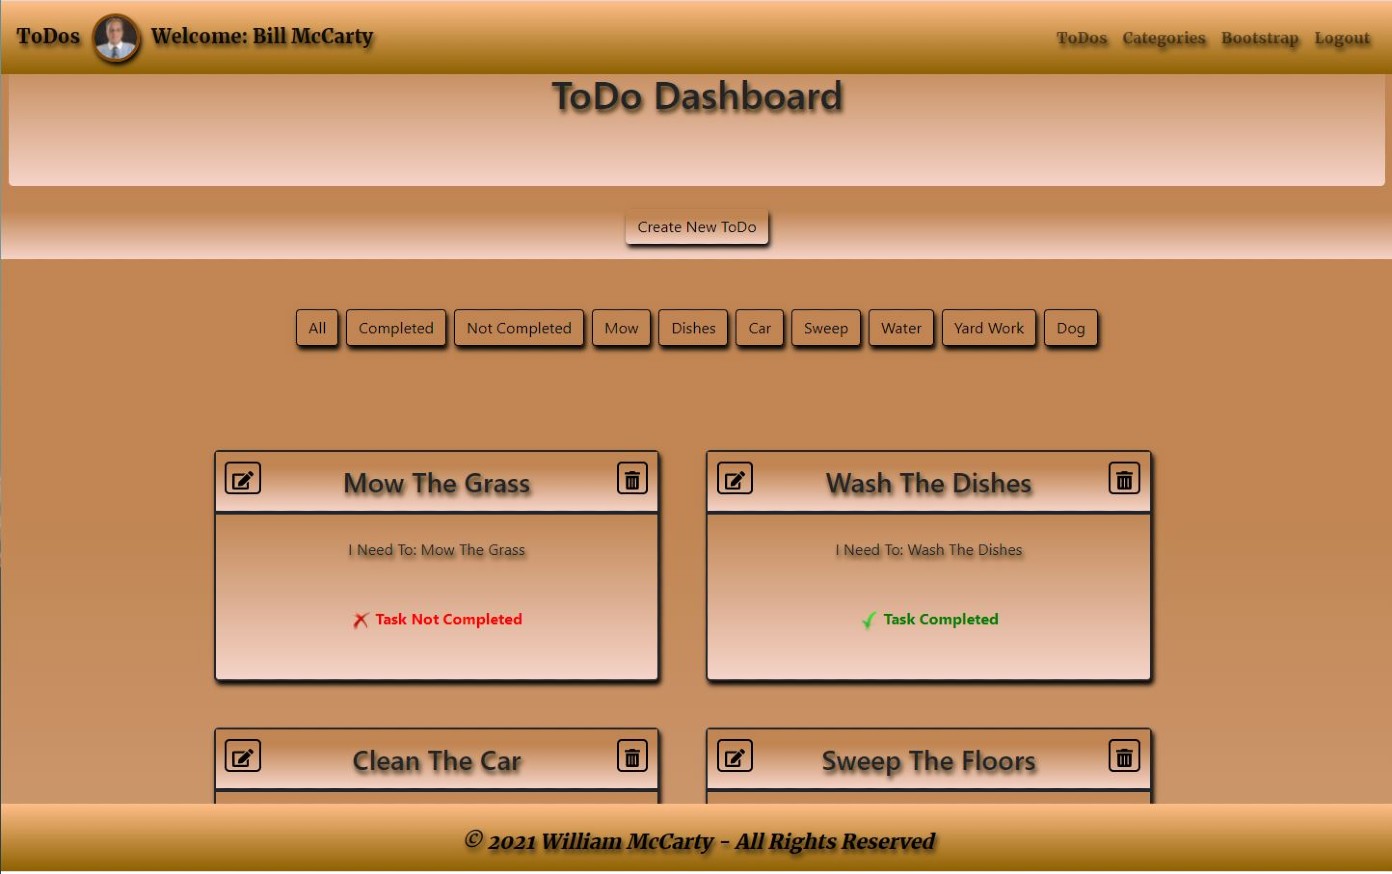 ToDos Welcome: Bill McCarty ToDos Categories Bootstrap Logout
ToDo Dashboard
Create New ToDo
All Completed Not Completed Mow Dishes Car Sweep Water Yard Work Dog
Mow The Grass
I Need To: Mow The Grass
Task Not Completed
Wash The Dishes
I Need To: Wash The Dishes
Task Completed
Clean The Car
Sweep The Floors
© 2021 William McCarty - All Rights Reserved